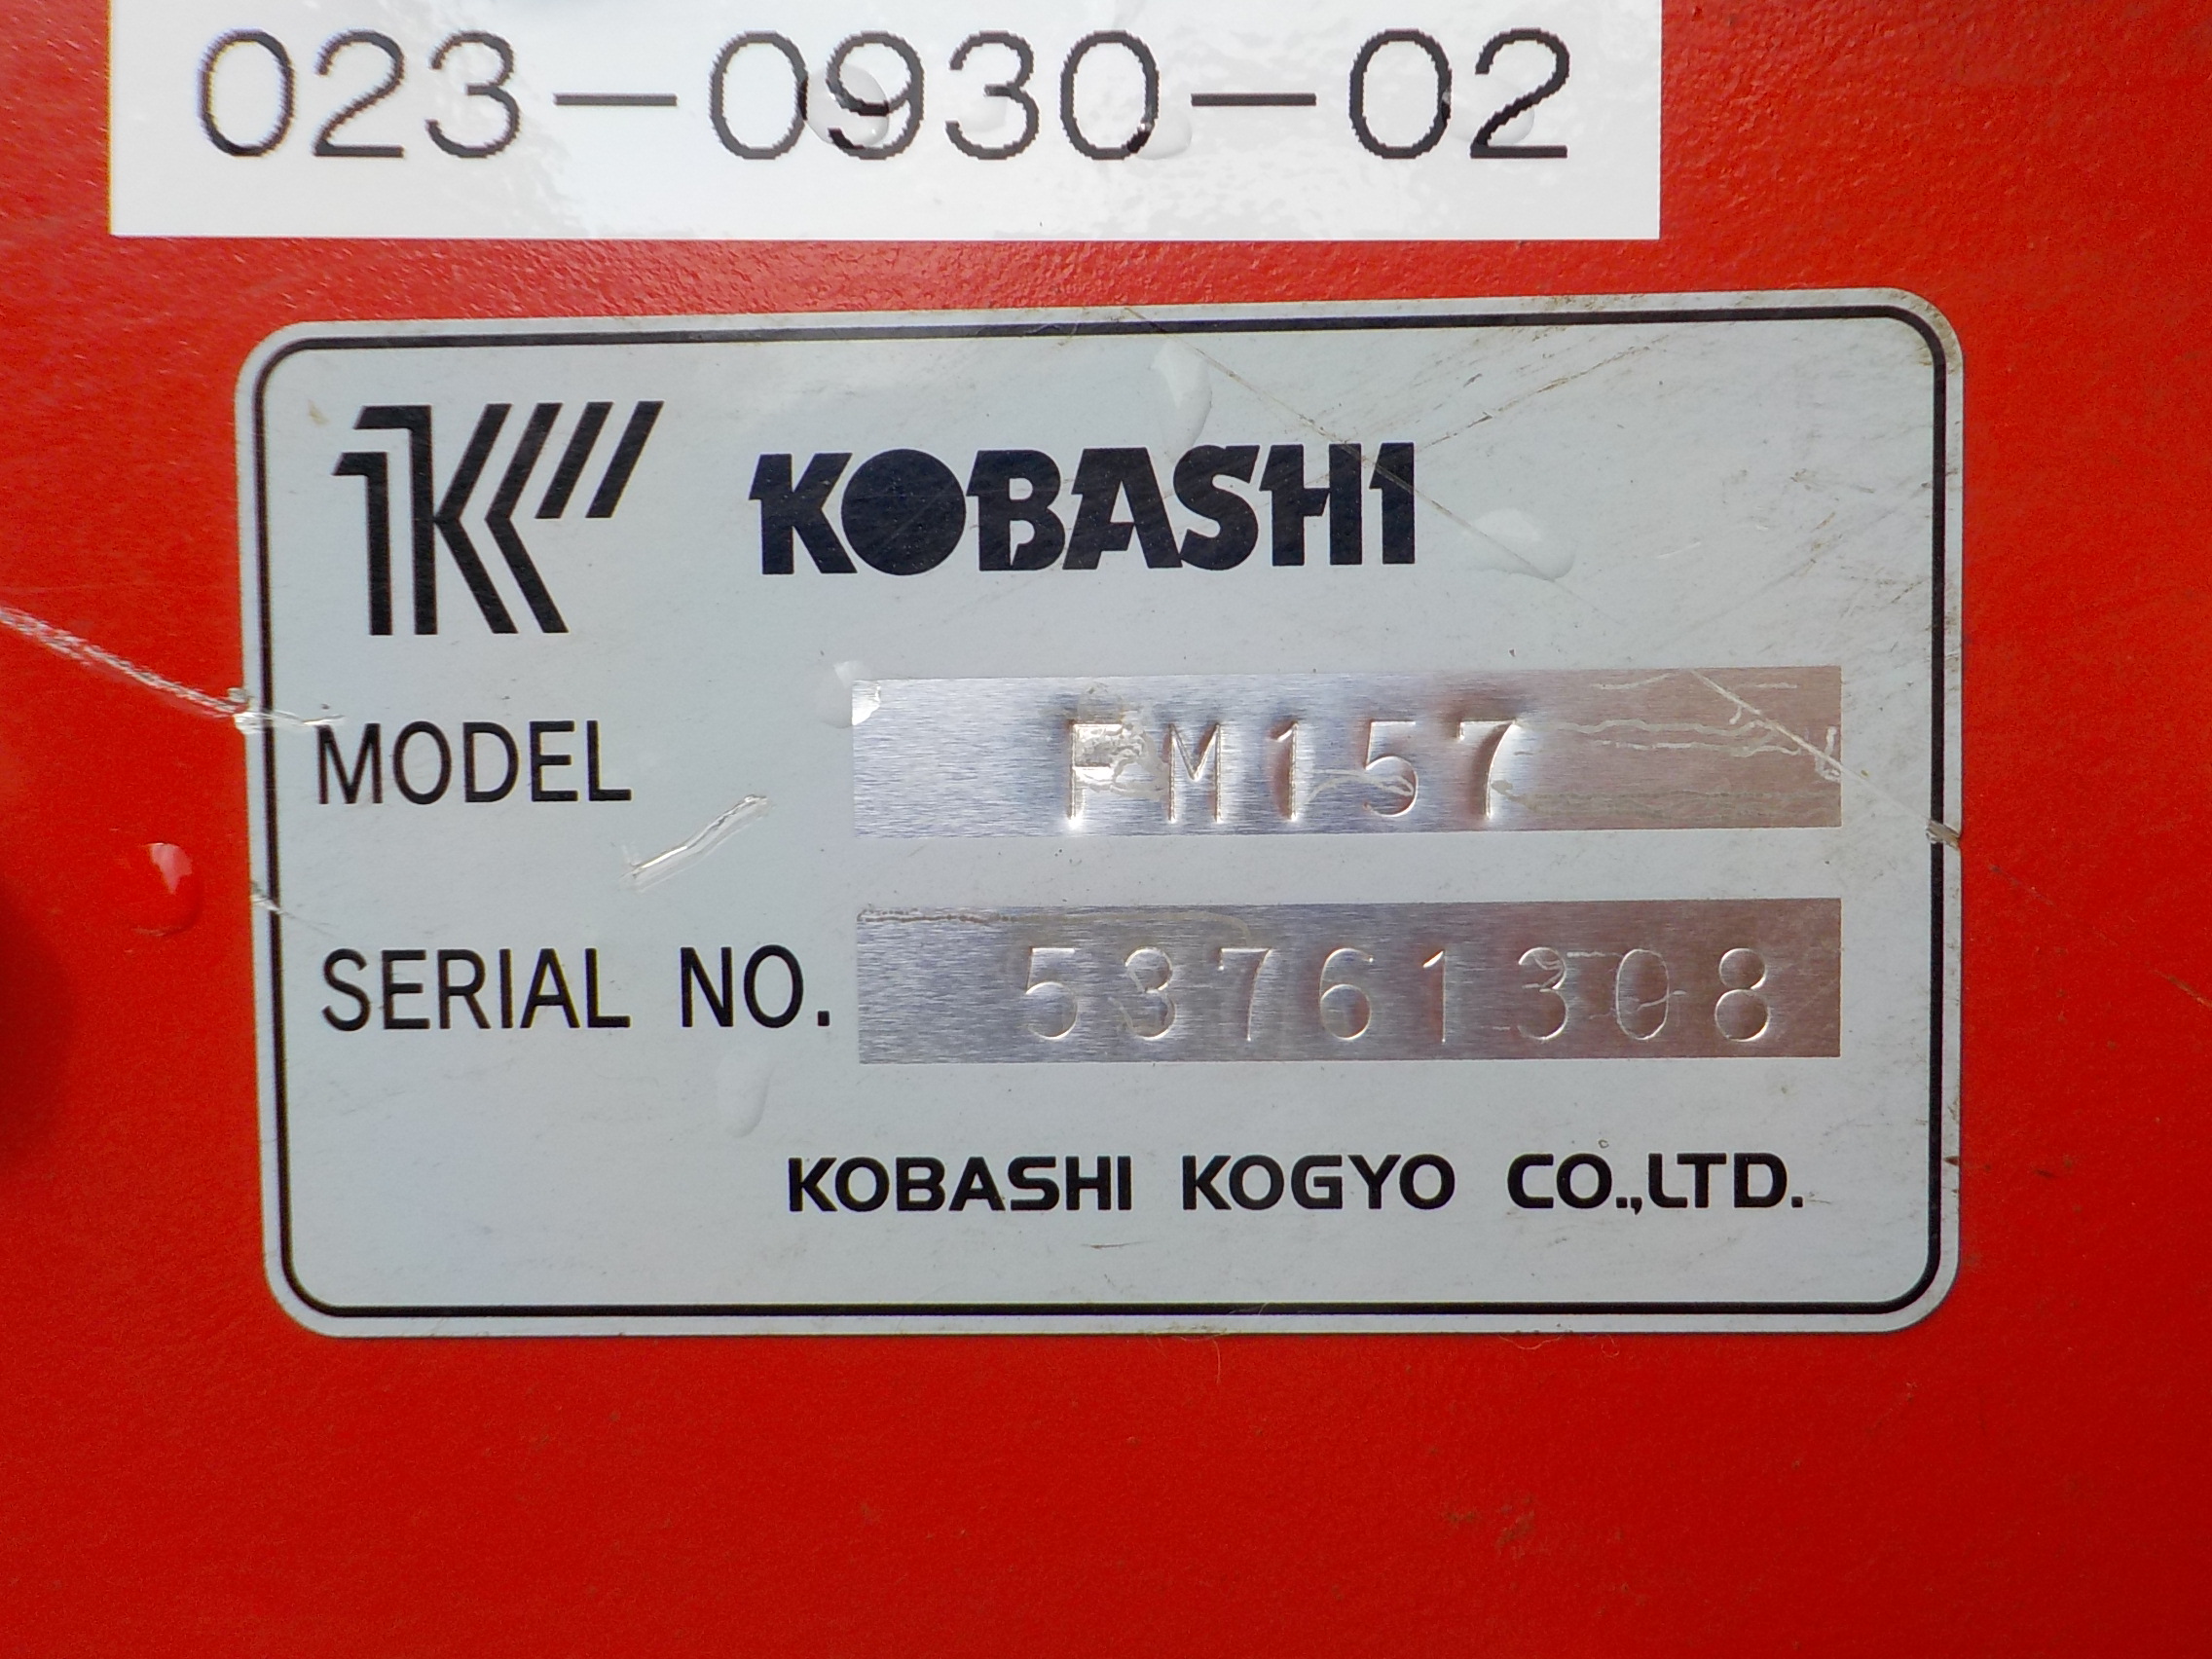 023-0930-02
KOBASHI
MODEL FM157
SERIAL NO. 53761308
KOBASHI KOGYO CO.,LTD.